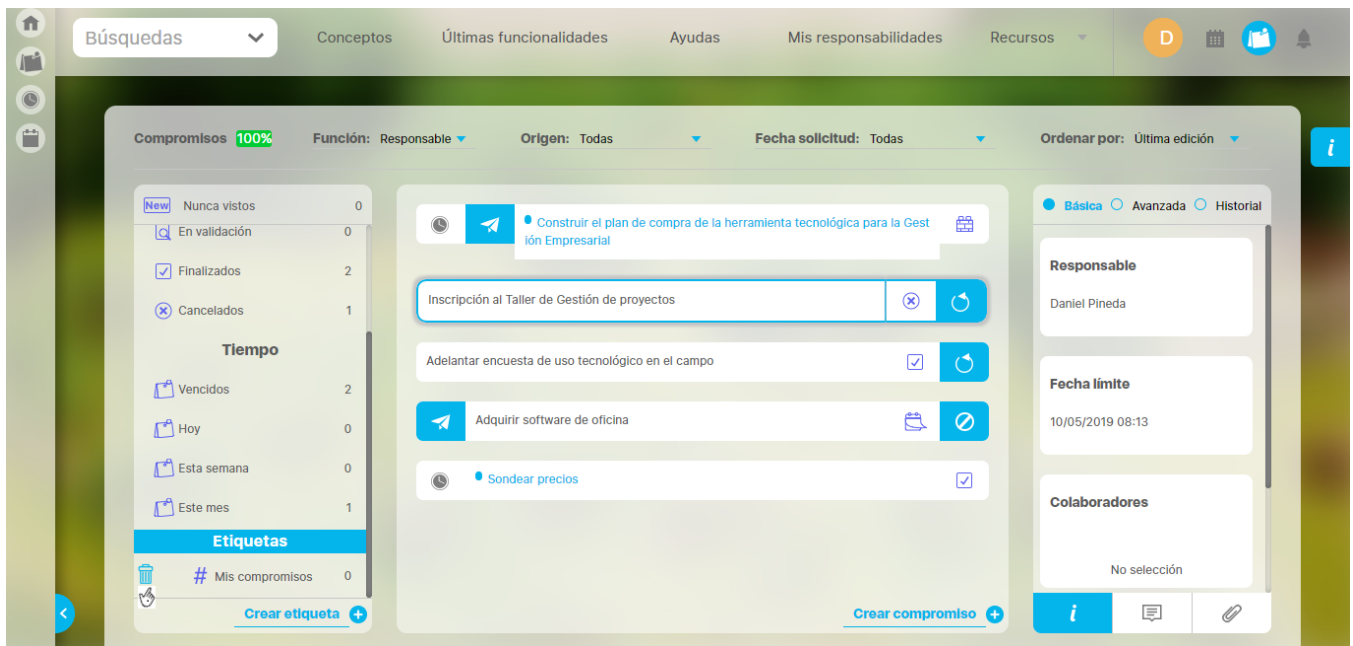 Búsquedas
Conceptos
Últimas funcionalidades
Ayudas
Mis responsabilidades
Recursos
D
Compromisos 100%
Función: Responsable
Origen: Todas
Fecha solicitud: Todas
Ordenar por: Última edición
i
New Nunca vistos 0
En validación 0
Finalizados 2
Cancelados 1
Tiempo
Vencidos 2
Hoy 0
Esta semana 0
Este mes 1
Etiquetas
# Mis compromisos 0
Crear etiqueta +
Construir el plan de compra de la herramienta tecnológica para la Gest
ión Empresarial
Inscripción al Taller de Gestión de proyectos
Adelantar encuesta de uso tecnológico en el campo
Adquirir software de oficina
Sondear precios
Crear compromiso +
Básica Avanzada Historial
Responsable
Daniel Pineda
Fecha límite
10/05/2019 08:13
Colaboradores
No selección
i